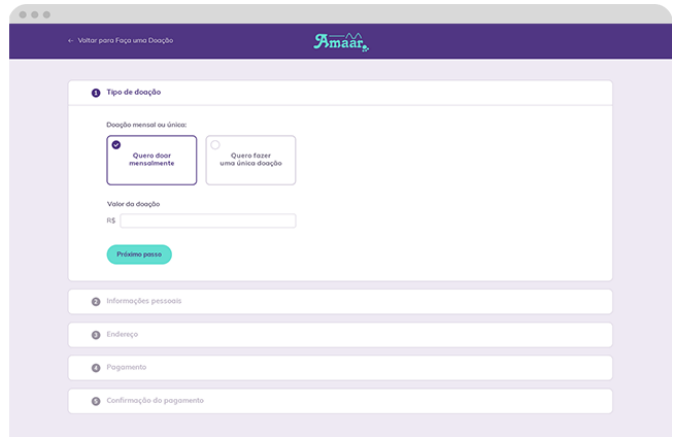 ← Voltar para Faça uma Doação
Amaar
1 Tipo de doação
Doação mensal ou única:
Quero doar
mensalmente
Quero fazer
uma única doação
Valor da doação
R$
Próximo passo
2 Informações pessoais
3 Endereço
4 Pagamento
5 Confirmação do pagamento